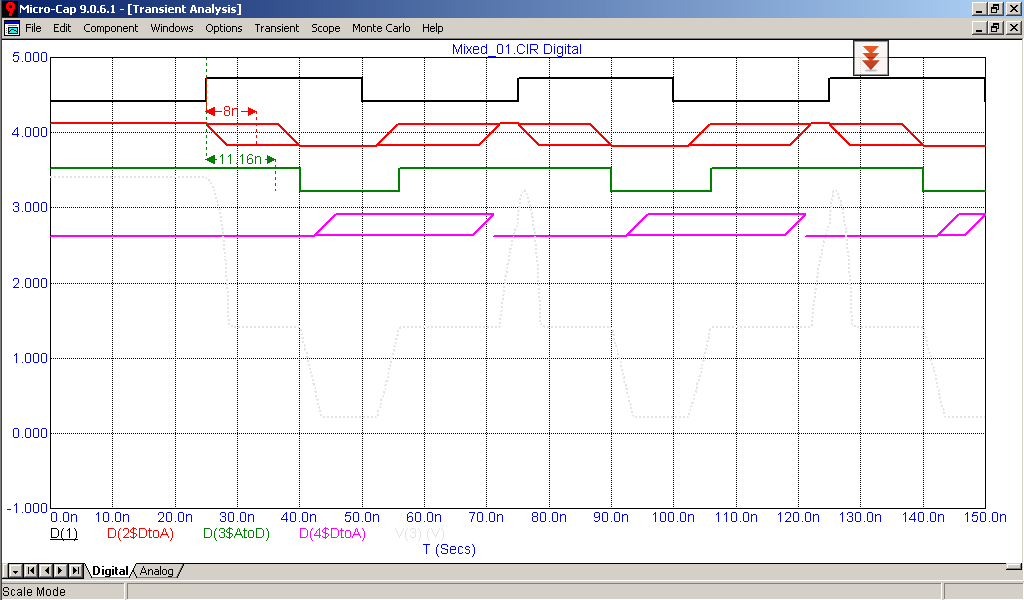 Micro-Cap 9.0.6.1 - [Transient Analysis]
File Edit Component Windows Options Transient Scope Monte Carlo Help
Mixed_01.CIR Digital
5.000
8n
4.000
11.16n
3.000
2.000
1.000
0.000
-1.000
0.0n 10.0n 20.0n 30.0n 40.0n 50.0n 60.0n 70.0n 80.0n 90.0n 100.0n 110.0n 120.0n 130.0n 140.0n 150.0n
D(1) D(2$DtoA) D(3$AtoD) D(4$DtoA) V(3) (V)
T (Secs)
Digital Analog
Scale Mode